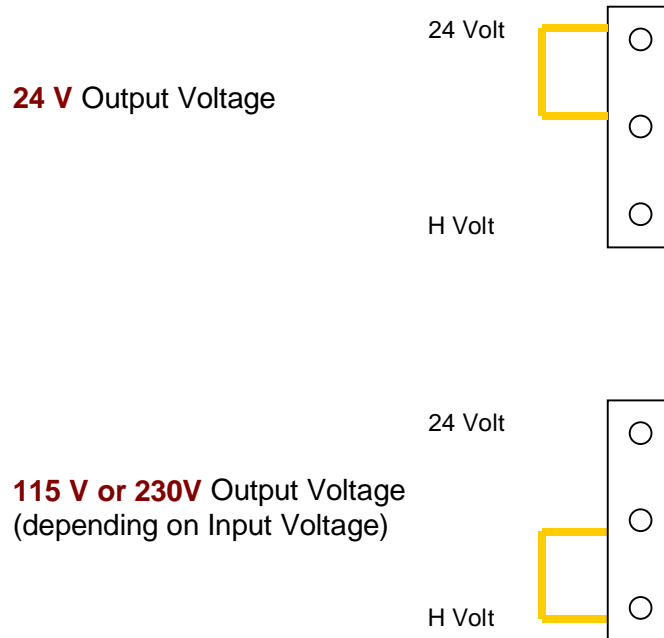 24 Volt
24 V Output Voltage
H Volt
24 Volt
115 V or 230V Output Voltage
(depending on Input Voltage)
H Volt